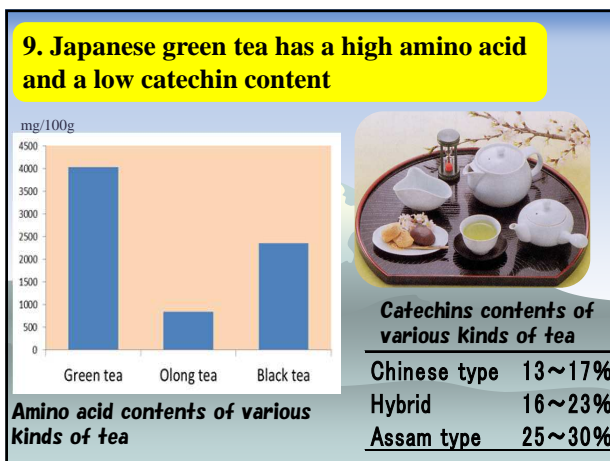 9. Japanese green tea has a high amino acid
and a low catechin content
mg/100g
4500
4000
3500
3000
2500
2000
1500
1000
500
0
Green tea
Olong tea
Black tea
Amino acid contents of various
kinds of tea
Catechins contents of
various kinds of tea
Chinese type 13～17%
Hybrid 16～23%
Assam type 25～30%